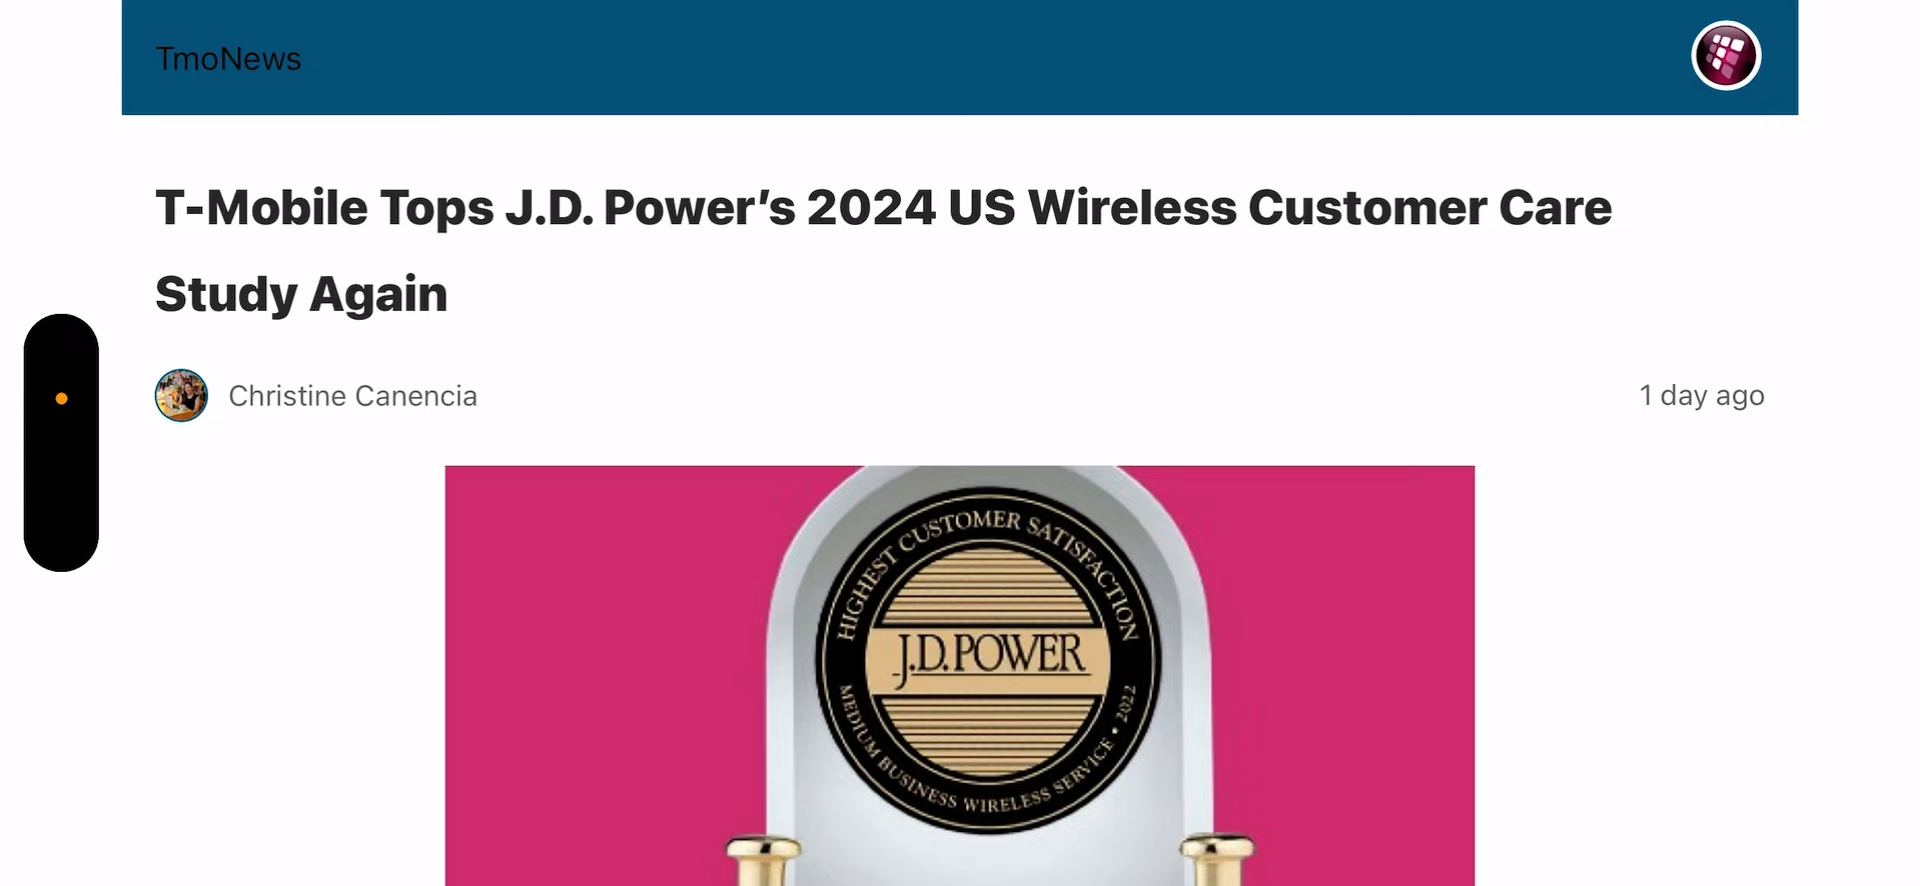 TmoNews
T-Mobile Tops J.D. Power’s 2024 US Wireless Customer Care
Study Again
Christine Canencia
1 day ago
HIGHEST CUSTOMER SATISFACTION
J.D. POWER
MEDIUM BUSINESS WIRELESS SERVICE • 2022